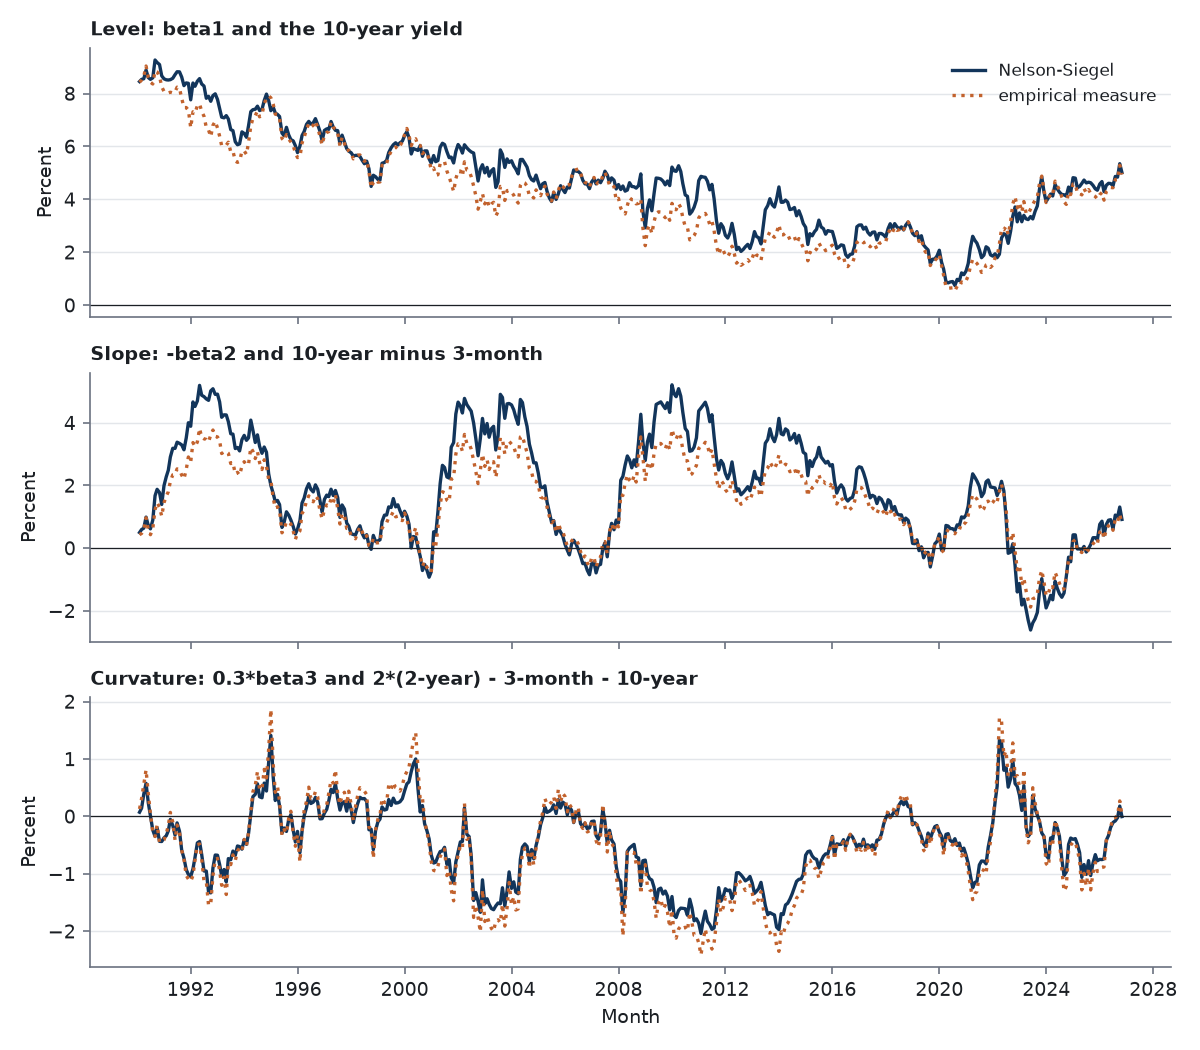 Level: beta1 and the 10-year yield
Nelson-Siegel
empirical measure
Percent
8
6
4
2
0
Slope: -beta2 and 10-year minus 3-month
Percent
4
2
0
−2
Curvature: 0.3*beta3 and 2*(2-year) - 3-month - 10-year
Percent
2
1
0
−1
−2
1992 1996 2000 2004 2008 2012 2016 2020 2024 2028
Month